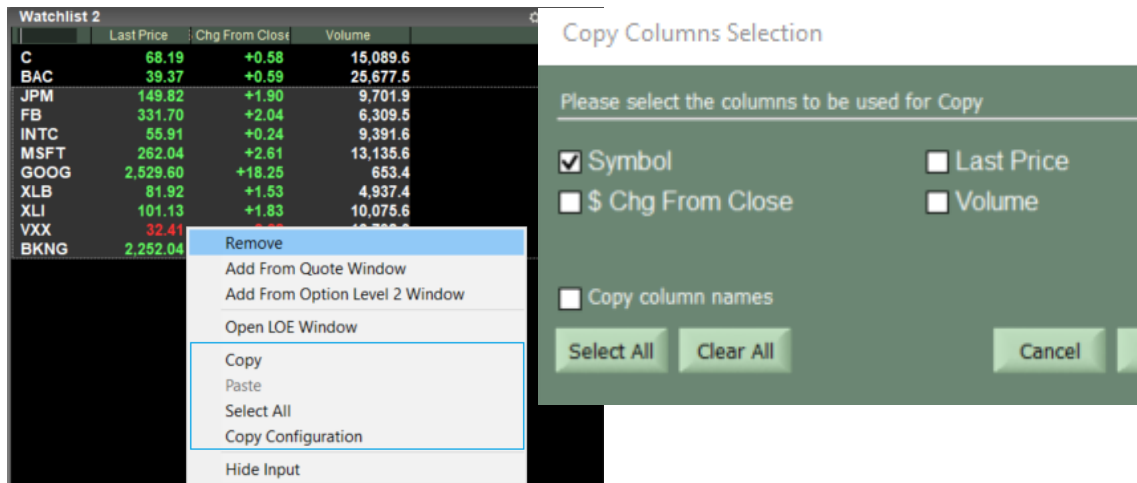 Watchlist 2
Last Price Chg From Close Volume
C 68.19 +0.58 15,089.6
BAC 39.37 +0.59 25,677.5
JPM 149.82 +1.90 9,701.9
FB 331.70 +2.04 6,309.5
INTC 55.91 +0.24 9,391.6
MSFT 262.04 +2.61 13,135.6
GOOG 2,529.60 +18.25 653.4
XLB 81.92 +1.53 4,937.4
XLI 101.13 +1.83 10,075.6
VXX 32.41
BKNG 2,252.04
Remove
Add From Quote Window
Add From Option Level 2 Window
Open LOE Window
Copy
Paste
Select All
Copy Configuration
Hide Input
Copy Columns Selection
Please select the columns to be used for Copy
Symbol Last Price
$ Chg From Close Volume
Copy column names
Select All Clear All Cancel